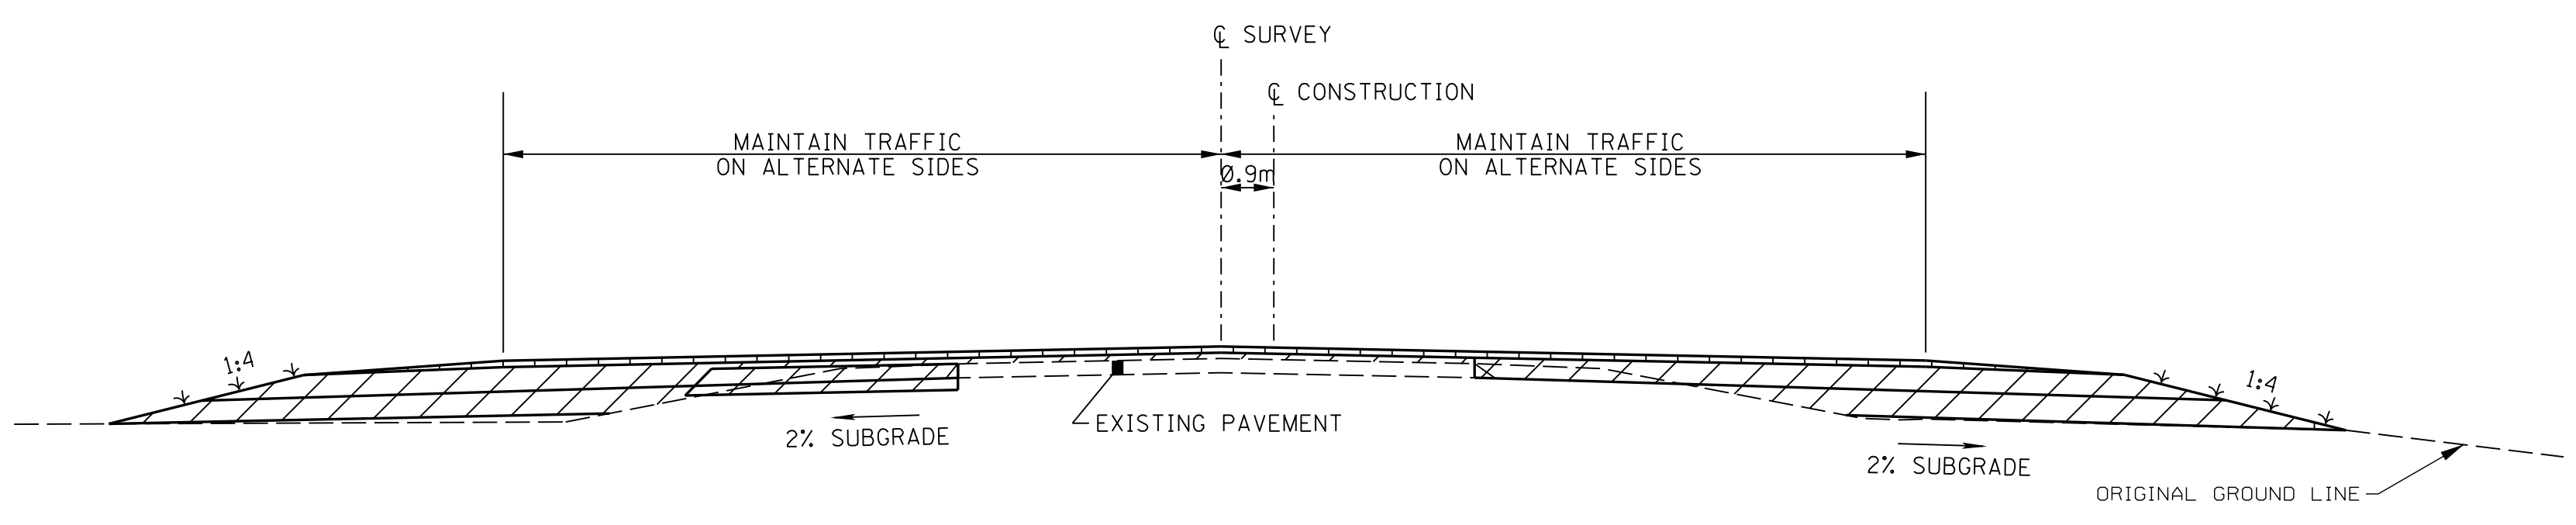 ℄ SURVEY
℄ CONSTRUCTION
MAINTAIN TRAFFIC
ON ALTERNATE SIDES
MAINTAIN TRAFFIC
ON ALTERNATE SIDES
0.9m
1:4
1:4
EXISTING PAVEMENT
2% SUBGRADE
2% SUBGRADE
ORIGINAL GROUND LINE